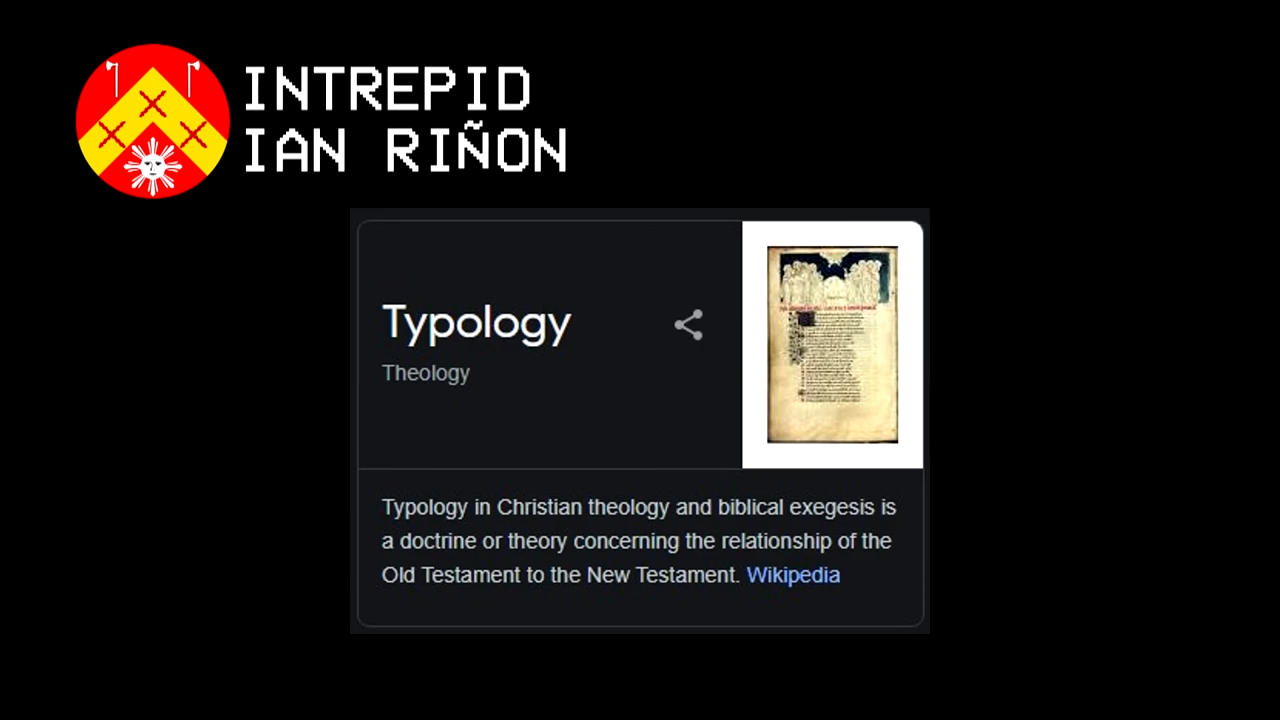 INTREPID
IAN RIÑON
Typology
Theology
Typology in Christian theology and biblical exegesis is
a doctrine or theory concerning the relationship of the
Old Testament to the New Testament. Wikipedia